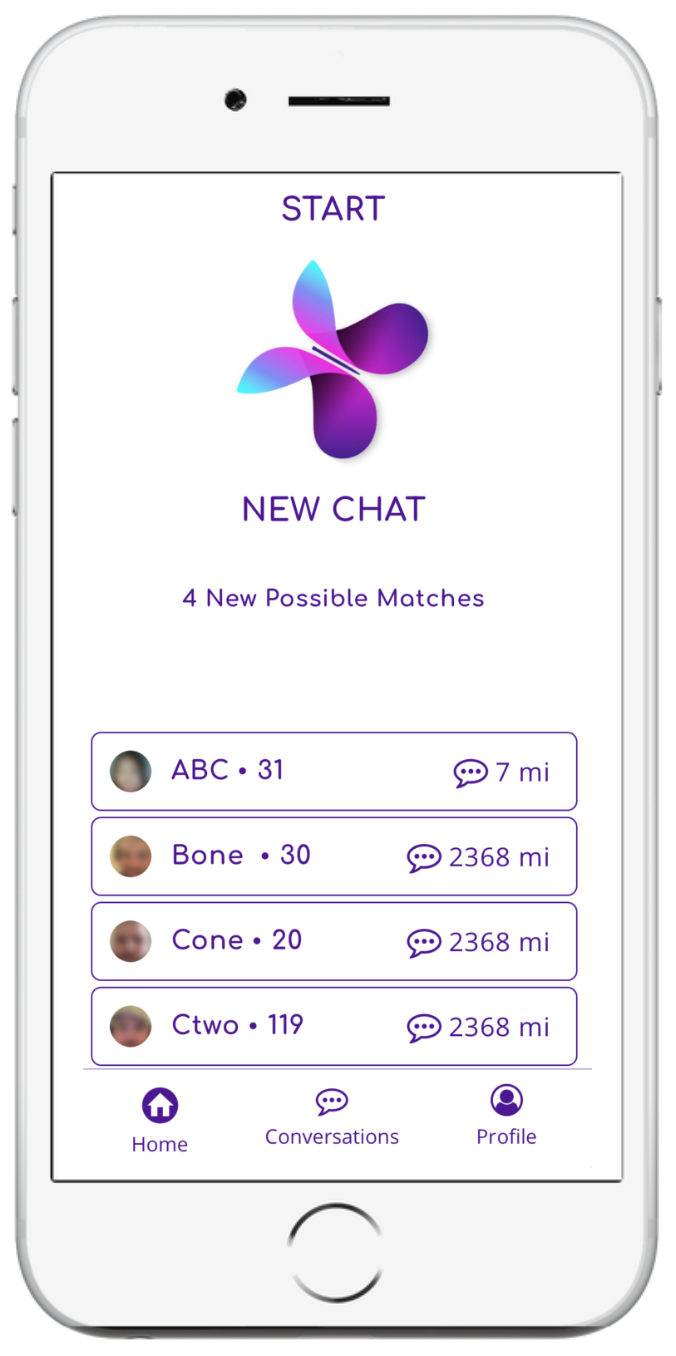 START
NEW CHAT
4 New Possible Matches
ABC • 31 7 mi
Bone • 30 2368 mi
Cone • 20 2368 mi
Ctwo • 119 2368 mi
Home Conversations Profile